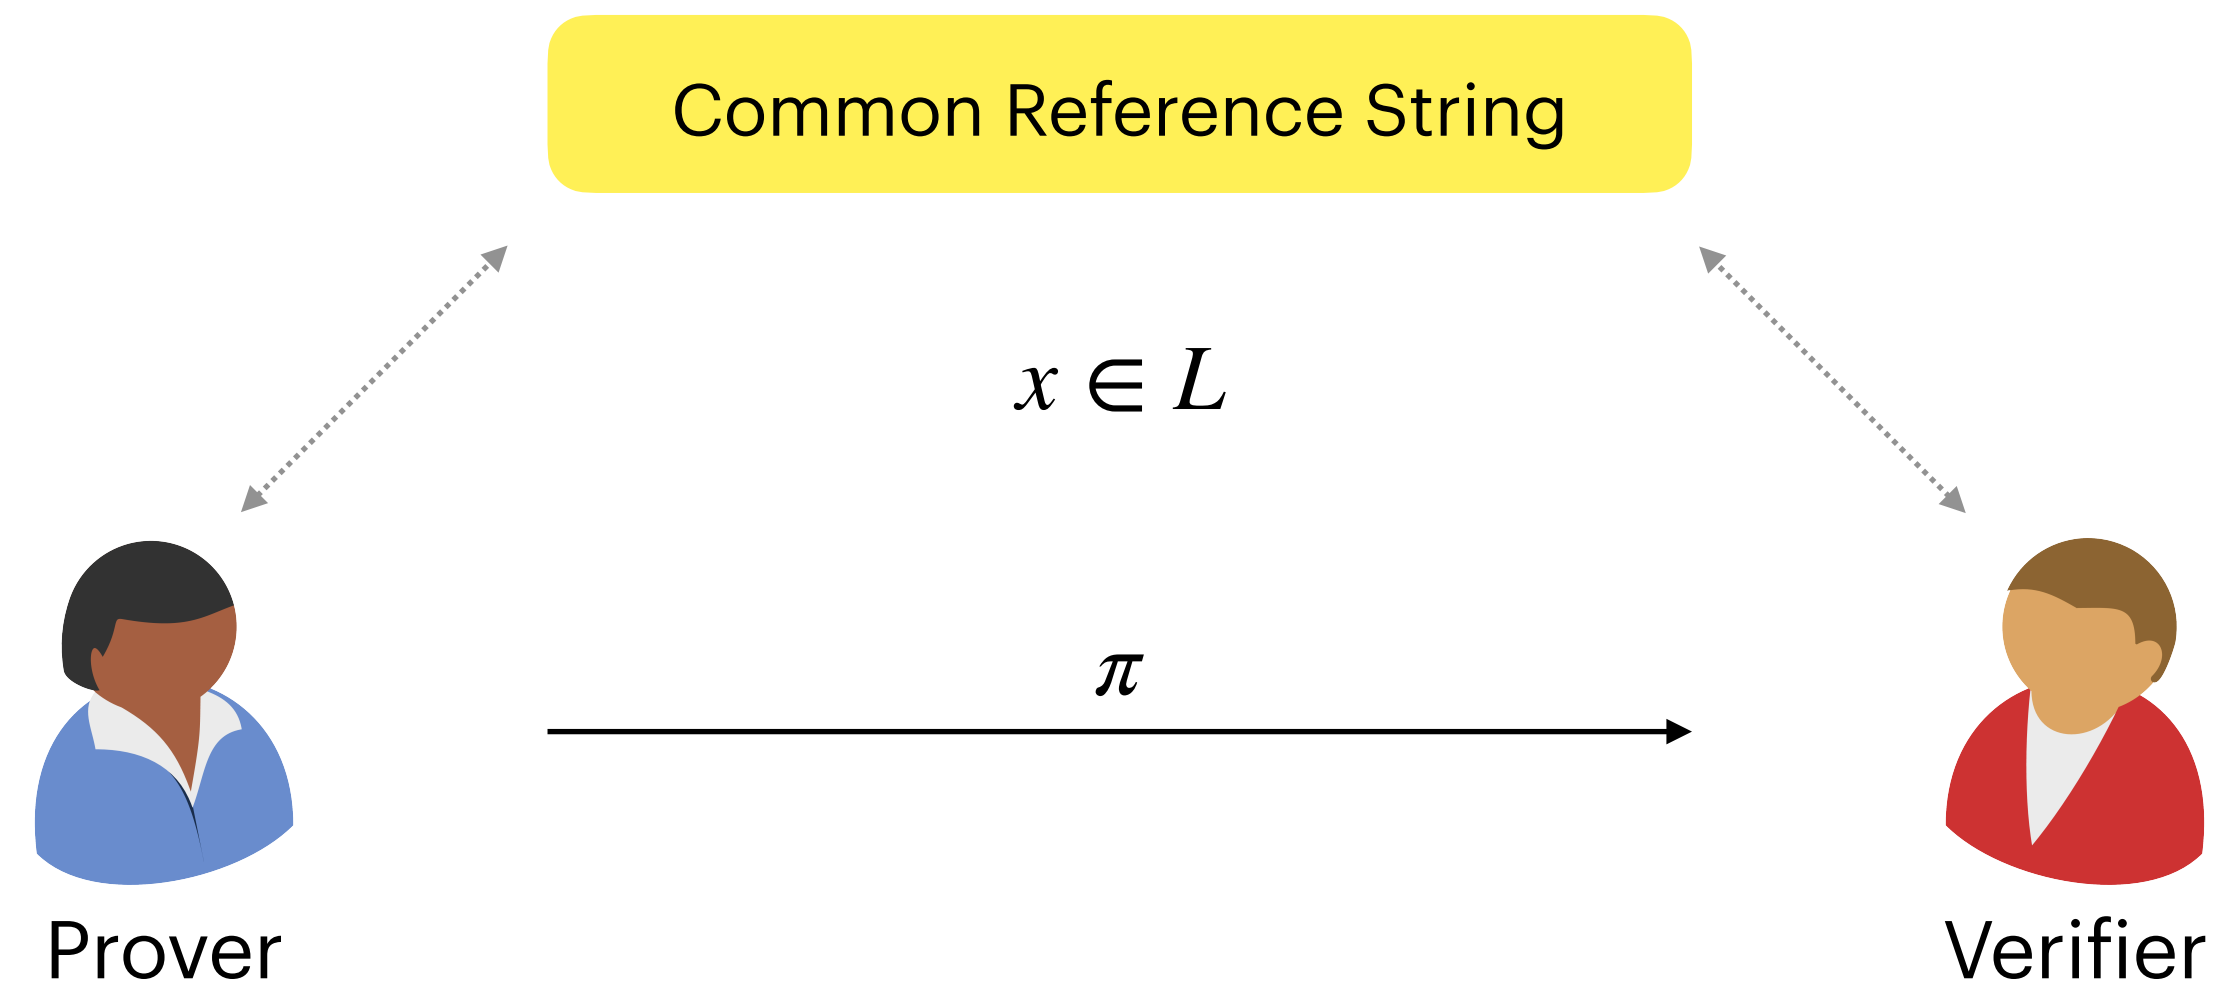 Common Reference String
x ∈ L
π
Prover
Verifier